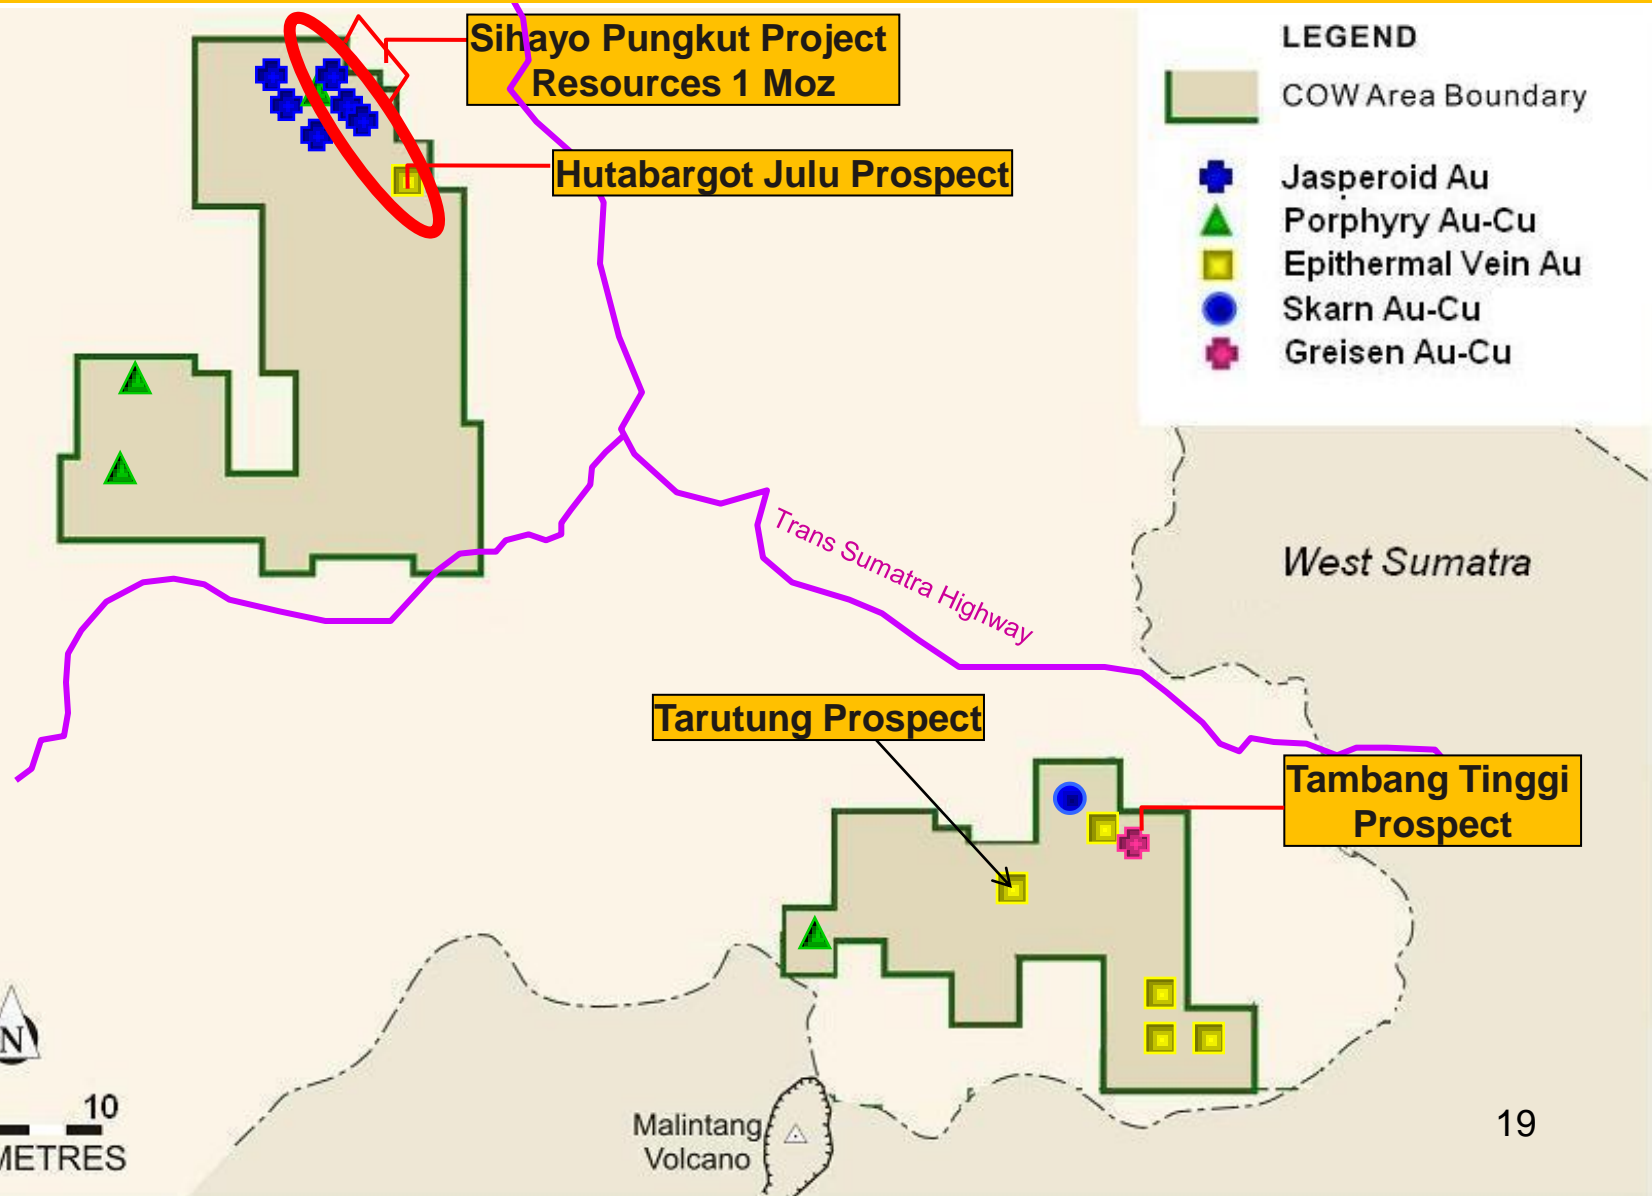 Sihayo Pungkut Project
Resources 1 Moz
Hutabargot Julu Prospect
LEGEND
COW Area Boundary
Jasperoid Au
Porphyry Au-Cu
Epithermal Vein Au
Skarn Au-Cu
Greisen Au-Cu
Trans Sumatra Highway
West Sumatra
Tarutung Prospect
Tambang Tinggi
Prospect
N
10
METRES
Malintang
Volcano
19